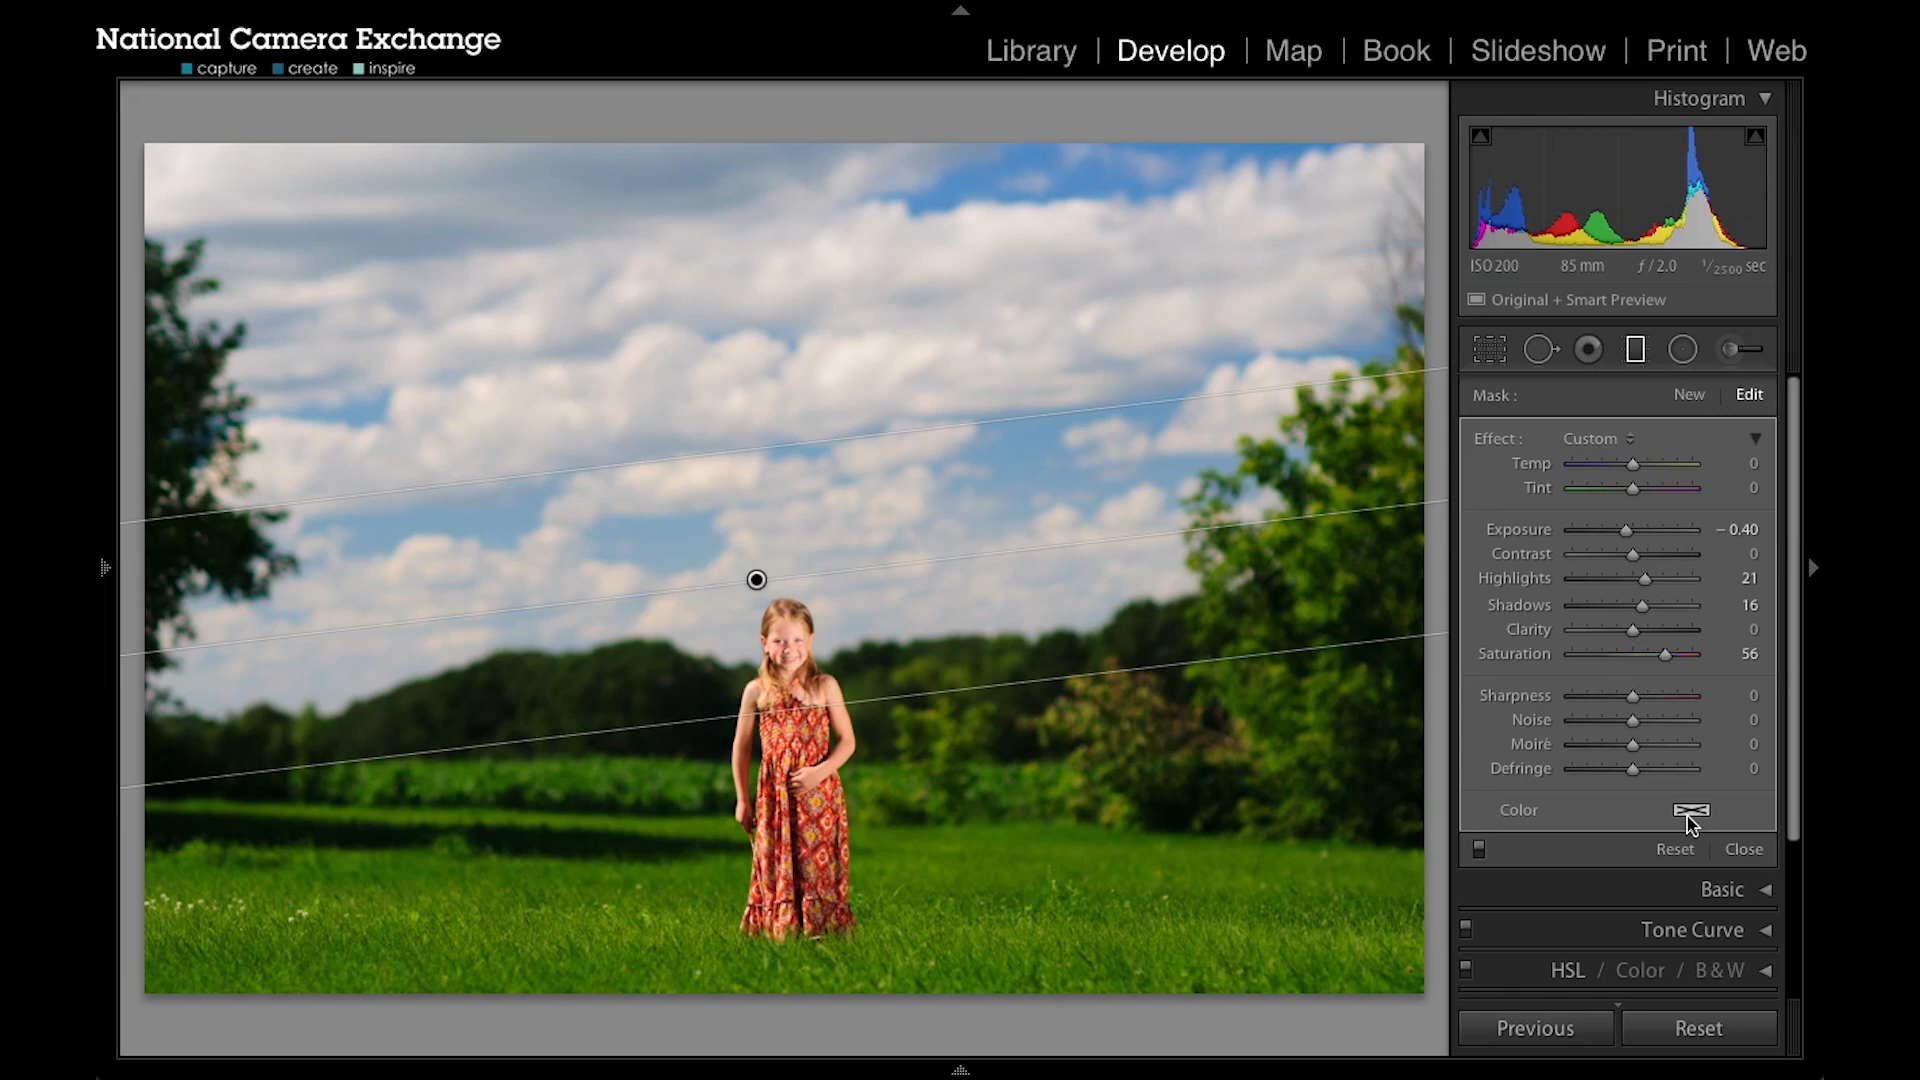 National Camera Exchange
capture create inspire
Library | Develop | Map | Book | Slideshow | Print | Web
Histogram
ISO 200 85 mm ƒ / 2.0 1/2500 sec
Original + Smart Preview
Mask : New Edit
Effect : Custom
Temp 0
Tint 0
Exposure – 0.40
Contrast 0
Highlights 21
Shadows 16
Clarity 0
Saturation 56
Sharpness 0
Noise 0
Moiré 0
Defringe 0
Color
Reset Close
Basic
Tone Curve
HSL / Color / B & W
Previous Reset